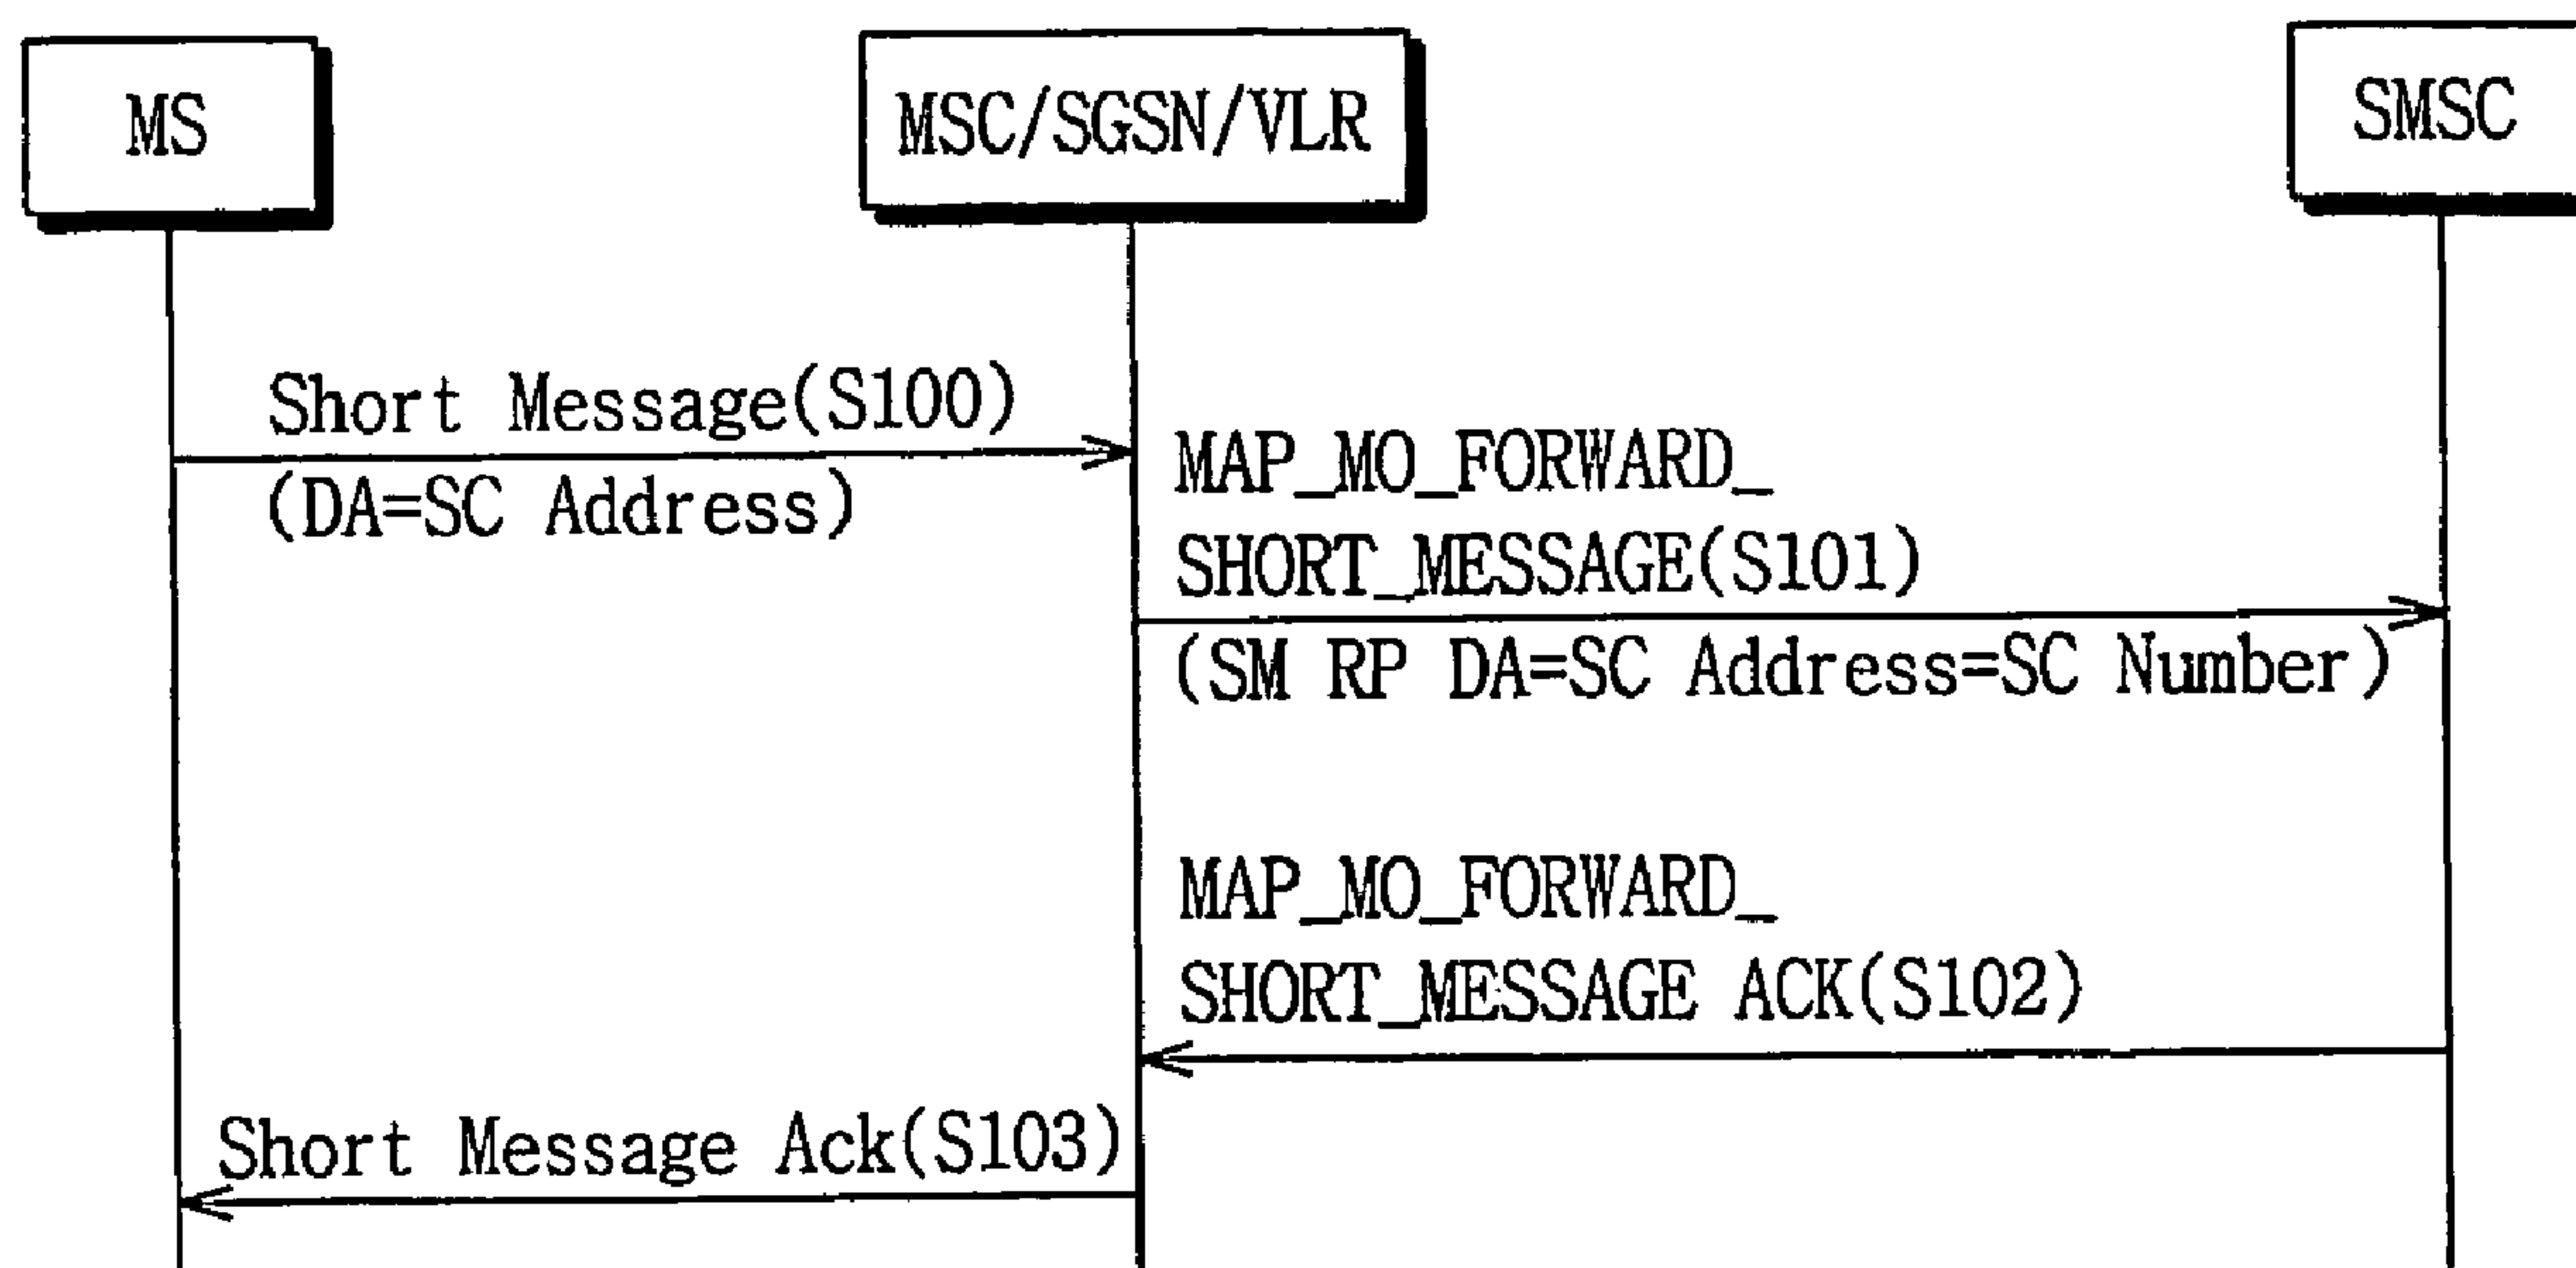 MS
MSC/SGSN/VLR
SMSC
Short Message(S100)
(DA=SC Address)
MAP_MO_FORWARD_
SHORT_MESSAGE(S101)
(SM RP DA=SC Address=SC Number)
MAP_MO_FORWARD_
SHORT_MESSAGE ACK(S102)
Short Message Ack(S103)